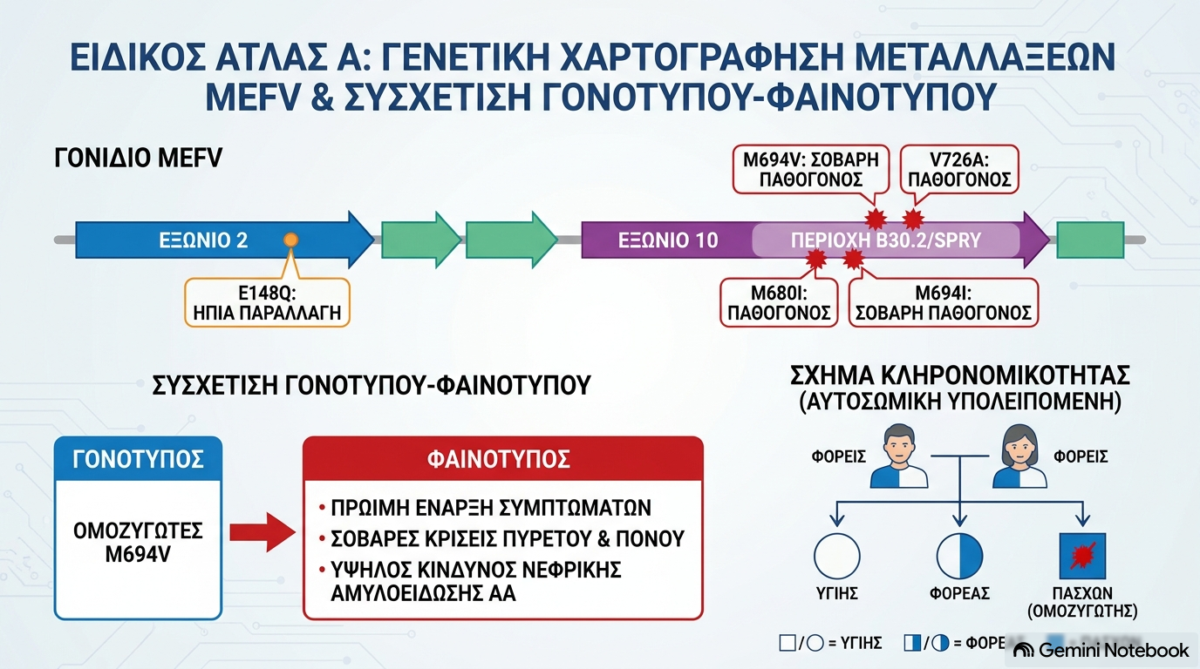 ΕΙΔΙΚΟΣ ΑΤΛΑΣ Α: ΓΕΝΕΤΙΚΗ ΧΑΡΤΟΓΡΑΦΗΣΗ ΜΕΤΑΛΛΑΞΕΩΝ
MEFV & ΣΥΣΧΕΤΙΣΗ ΓΟΝΟΤΥΠΟΥ-ΦΑΙΝΟΤΥΠΟΥ
ΓΟΝΙΔΙΟ MEFV
M694V: ΣΟΒΑΡΗ
ΠΑΘΟΓΟΝΟΣ
V726A:
ΠΑΘΟΓΟΝΟΣ
ΕΞΩΝΙΟ 2
ΕΞΩΝΙΟ 10
ΠΕΡΙΟΧΗ B30.2/SPRY
E148Q:
ΗΠΙΑ ΠΑΡΑΛΛΑΓΗ
M680I:
ΠΑΘΟΓΟΝΟΣ
M694I:
ΣΟΒΑΡΗ ΠΑΘΟΓΟΝΟΣ
ΣΥΣΧΕΤΙΣΗ ΓΟΝΟΤΥΠΟΥ-ΦΑΙΝΟΤΥΠΟΥ
ΓΟΝΟΤΥΠΟΣ
ΟΜΟΖΥΓΩΤΕΣ
M694V
ΦΑΙΝΟΤΥΠΟΣ
• ΠΡΩΙΜΗ ΕΝΑΡΞΗ ΣΥΜΠΤΩΜΑΤΩΝ
• ΣΟΒΑΡΕΣ ΚΡΙΣΕΙΣ ΠΥΡΕΤΟΥ & ΠΟΝΟΥ
• ΥΨΗΛΟΣ ΚΙΝΔΥΝΟΣ ΝΕΦΡΙΚΗΣ
ΑΜΥΛΟΕΙΔΩΣΗΣ ΑΑ
ΣΧΗΜΑ ΚΛΗΡΟΝΟΜΙΚΟΤΗΤΑΣ
(ΑΥΤΟΣΩΜΙΚΗ ΥΠΟΛΕΙΠΟΜΕΝΗ)
ΦΟΡΕΙΣ
ΦΟΡΕΙΣ
ΥΓΙΗΣ
ΦΟΡΕΑΣ
ΠΑΣΧΩΝ
(ΟΜΟΖΥΓΩΤΗΣ)
/ = ΥΓΙΗΣ / =
Gemini Notebook